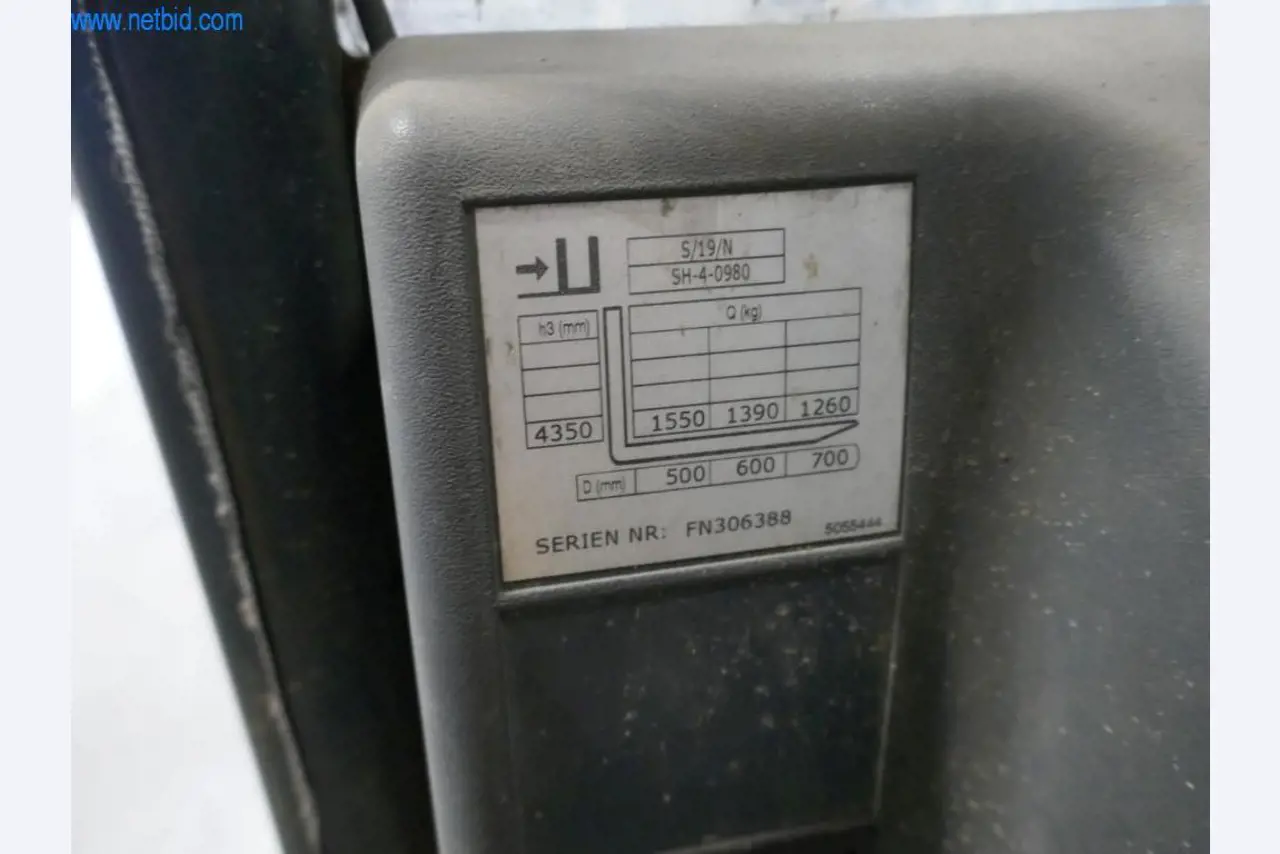 www.netbid.com
S/19/N
SH-4-0980
h3 (mm)
Q (kg)
4350
1550 1390 1260
D (mm) 500 600 700
SERIEN NR: FN306388
5055444